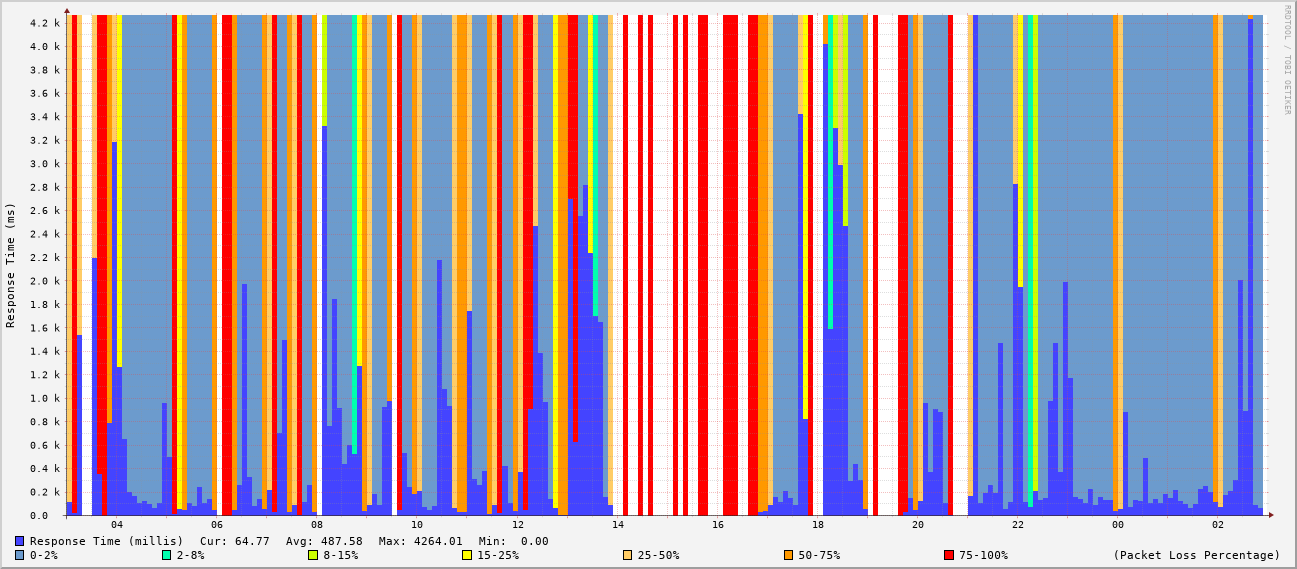 RRDTOOL / TOBI OETIKER
Response Time (ms)
4.2 k
4.0 k
3.8 k
3.6 k
3.4 k
3.2 k
3.0 k
2.8 k
2.6 k
2.4 k
2.2 k
2.0 k
1.8 k
1.6 k
1.4 k
1.2 k
1.0 k
0.8 k
0.6 k
0.4 k
0.2 k
0.0
04 06 08 10 12 14 16 18 20 22 00 02
Response Time (millis) Cur: 64.77 Avg: 487.58 Max: 4264.01 Min: 0.00
0-2% 2-8% 8-15% 15-25% 25-50% 50-75% 75-100% (Packet Loss Percentage)